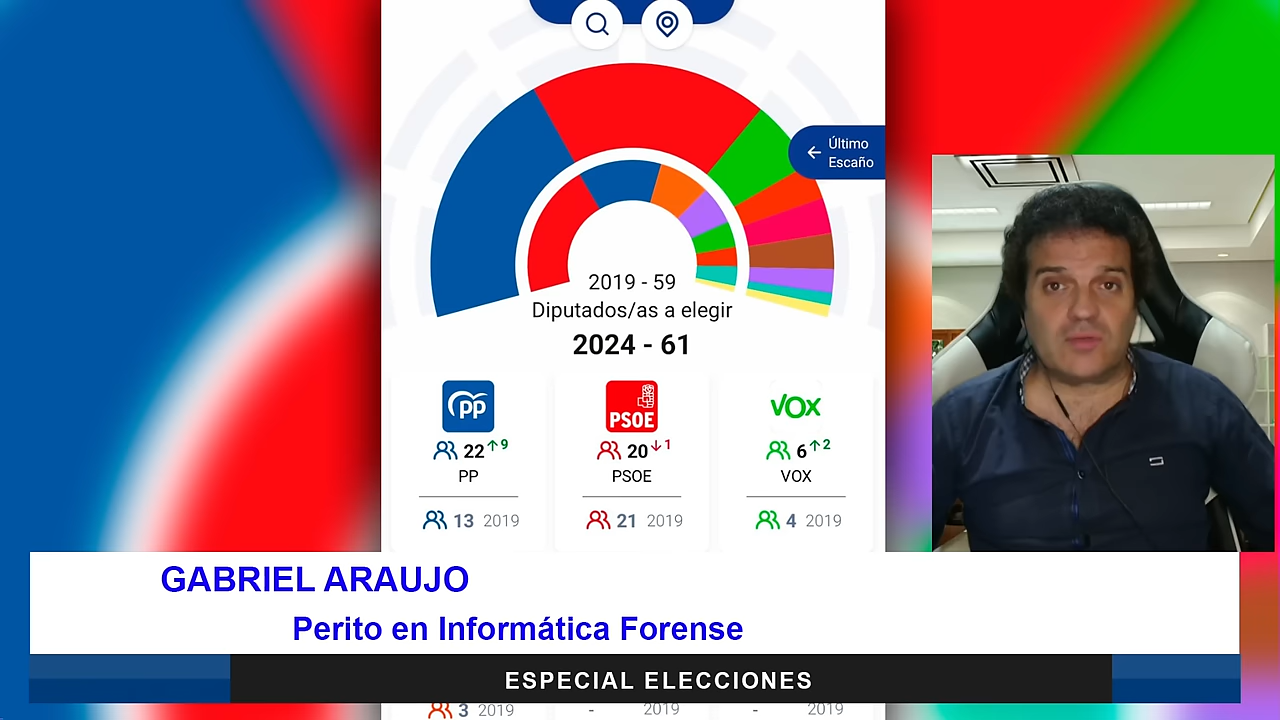 Último
Escaño
2019 - 59
Diputados/as a elegir
2024 - 61
PP
PSOE
VOX
22 9
20 1
6 2
PP
PSOE
VOX
13 2019
21 2019
4 2019
GABRIEL ARAUJO
Perito en Informática Forense
ESPECIAL ELECCIONES
3 2019
- 2019
- 2019